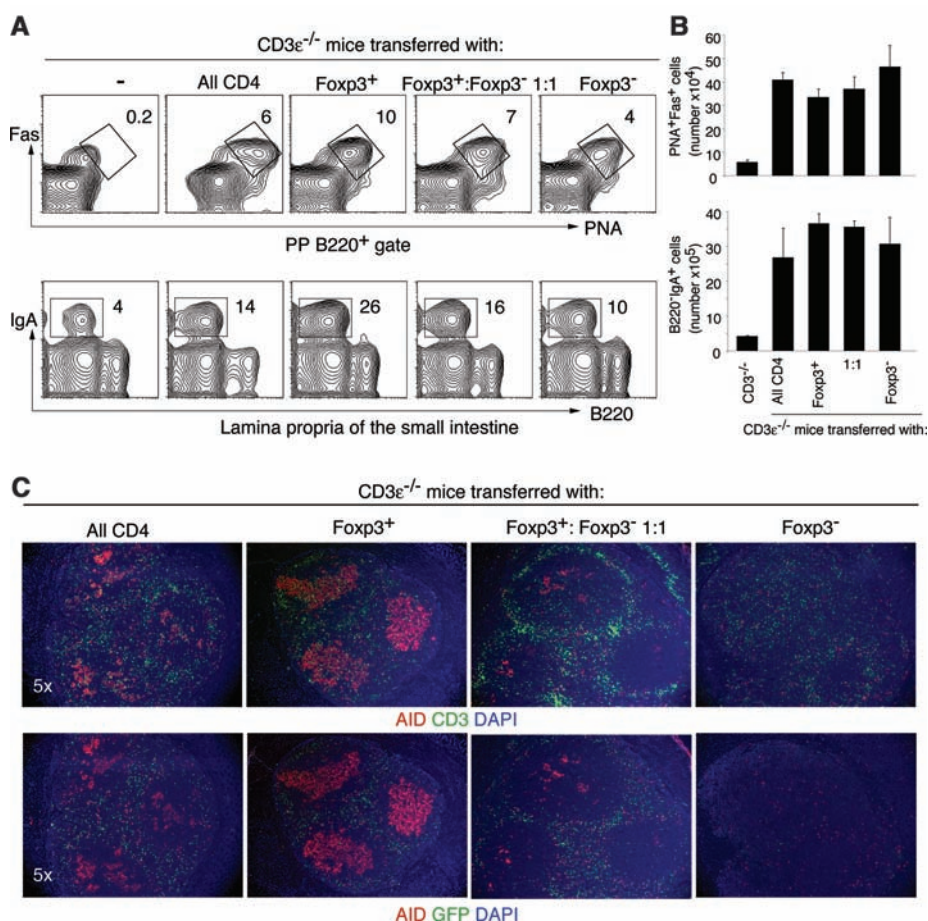 A
CD3ε-/- mice transferred with:
- All CD4 Foxp3+ Foxp3+:Foxp3- 1:1 Foxp3-
Fas 0.2 6 10 7 4
PNA
PP B220+ gate
IgA 4 14 26 16 10
B220
Lamina propria of the small intestine
B
PNA+Fas+ cells
(number x10⁴)
60
50
40
30
20
10
0
B220-IgA+ cells
(number x10⁵)
40
30
20
10
0
CD3-/- All CD4 Foxp3+ 1:1 Foxp3-
CD3ε-/- mice transferred with:
C
CD3ε-/- mice transferred with:
All CD4 Foxp3+ Foxp3+: Foxp3- 1:1 Foxp3-
5x
AID CD3 DAPI
5x
AID GFP DAPI